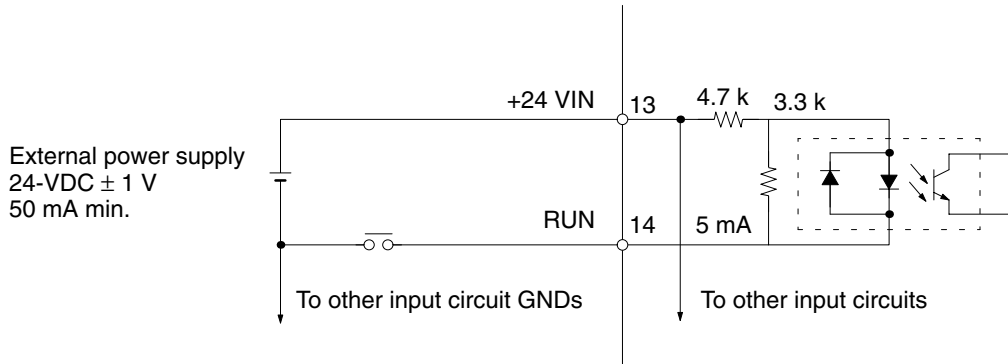 +24 VIN
13
4.7 k
3.3 k
External power supply
24-VDC ± 1 V
50 mA min.
RUN
14
5 mA
To other input circuit GNDs
To other input circuits